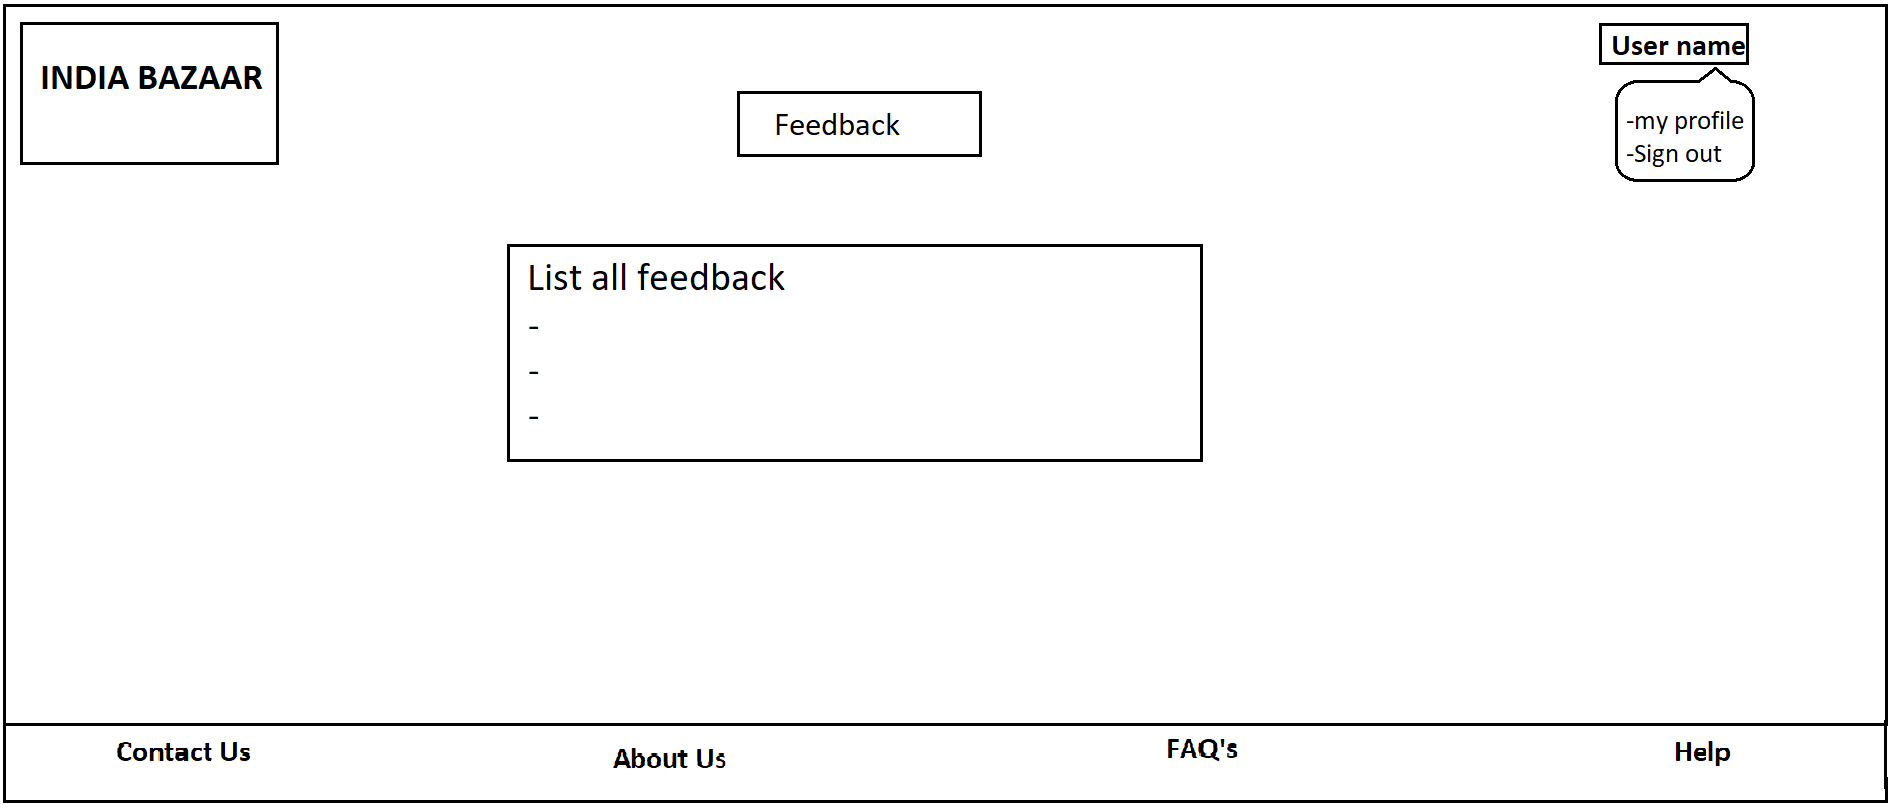 INDIA BAZAAR
User name
Feedback
-my profile
-Sign out
List all feedback
-
-
-
Contact Us
About Us
FAQ's
Help